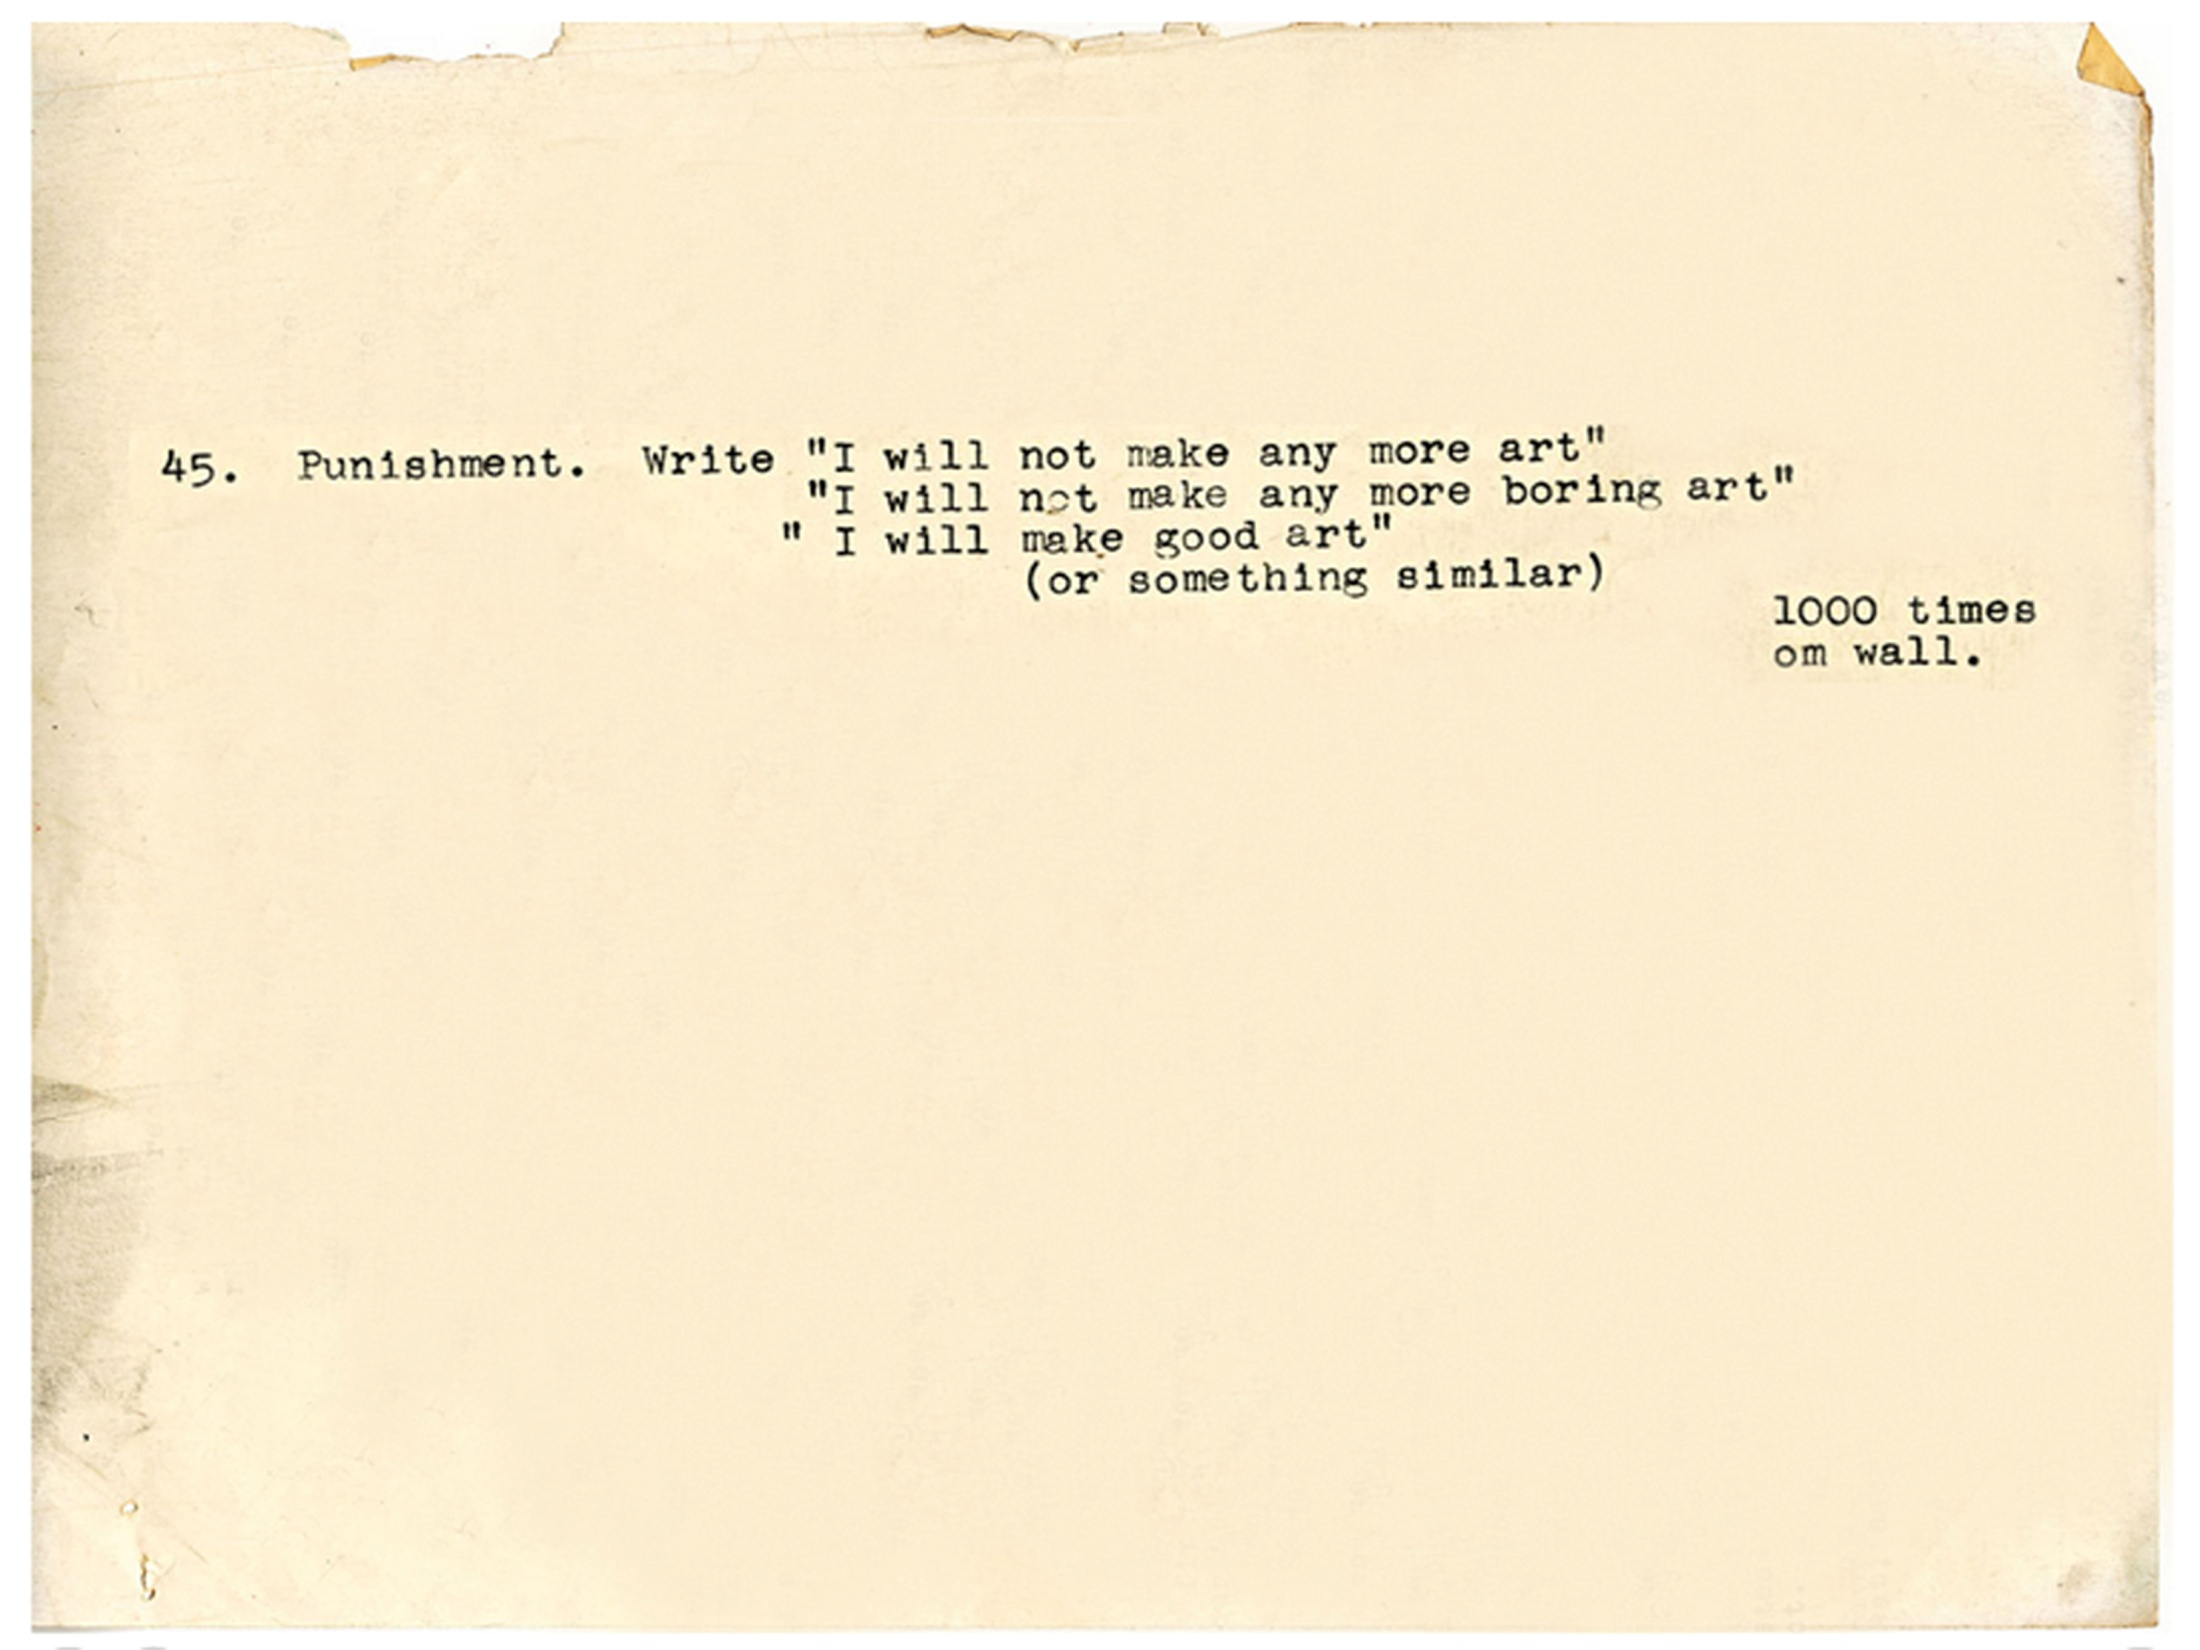 45. Punishment. Write "I will not make any more art"
"I will not make any more boring art"
" I will make good art"
(or something similar)
1000 times
om wall.